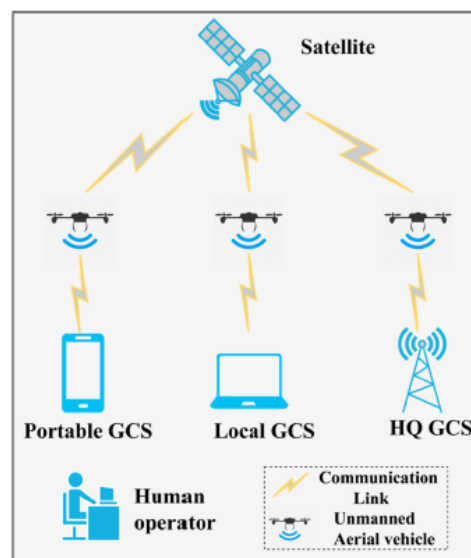 Satellite
Portable GCS
Local GCS
HQ GCS
Human
operator
Communication
Link
Unmanned
Aerial vehicle